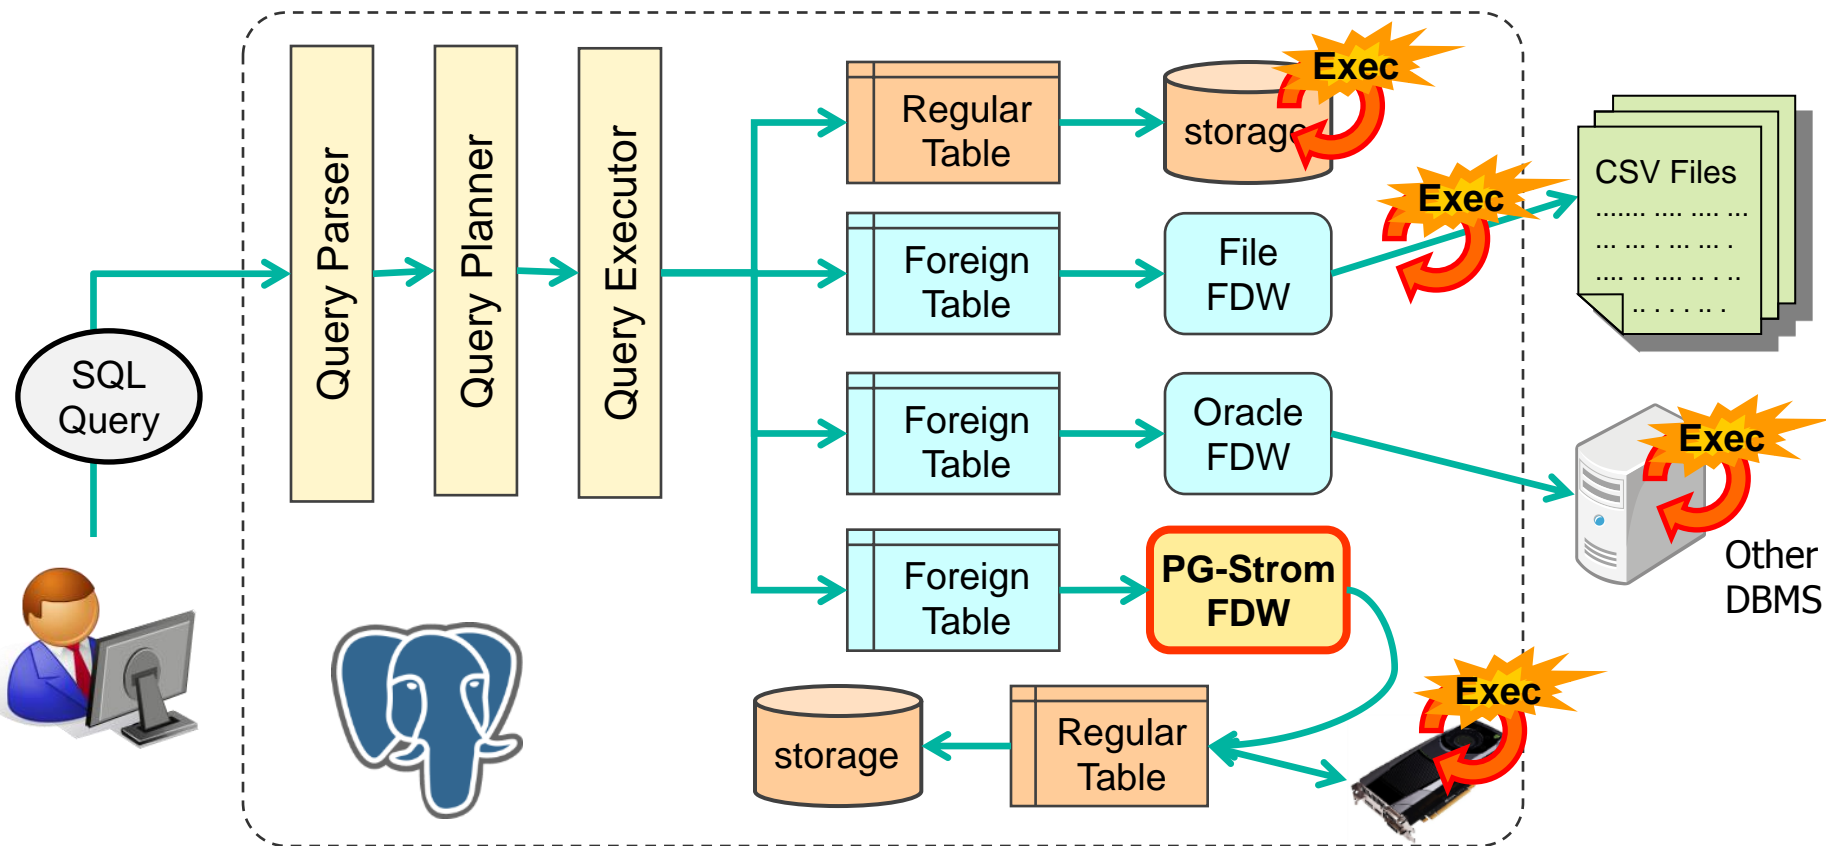 SQL
Query
Query Parser
Query Planner
Query Executor
Regular
Table
storage
Exec
Foreign
Table
File
FDW
Exec
CSV Files
....... .... .... ...
... ... . ... ... .
.... .. .... .. . ..
.. . . . .. .
Foreign
Table
Oracle
FDW
Exec
Other
DBMS
Foreign
Table
PG-Strom
FDW
Exec
Regular
Table
storage